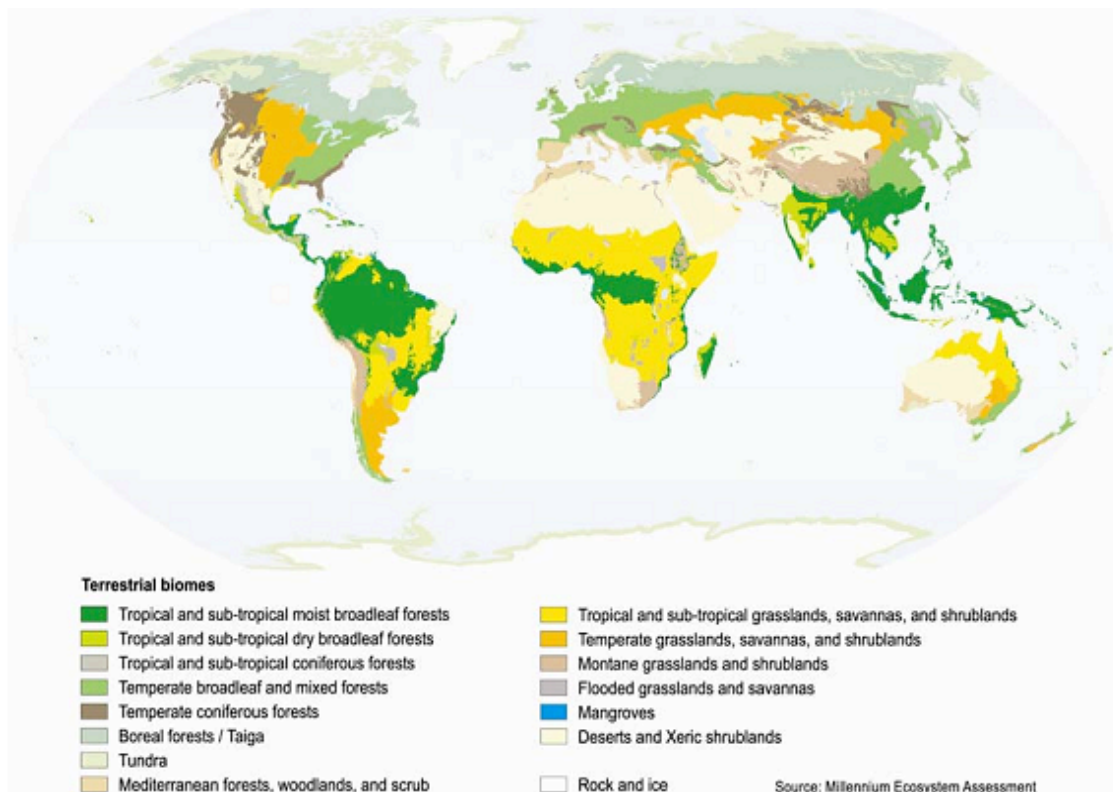 Terrestrial biomes
Tropical and sub-tropical moist broadleaf forests
Tropical and sub-tropical dry broadleaf forests
Tropical and sub-tropical coniferous forests
Temperate broadleaf and mixed forests
Temperate coniferous forests
Boreal forests / Taiga
Tundra
Mediterranean forests, woodlands, and scrub
Tropical and sub-tropical grasslands, savannas, and shrublands
Temperate grasslands, savannas, and shrublands
Montane grasslands and shrublands
Flooded grasslands and savannas
Mangroves
Deserts and Xeric shrublands
Rock and ice
Source: Millennium Ecosystem Assessment